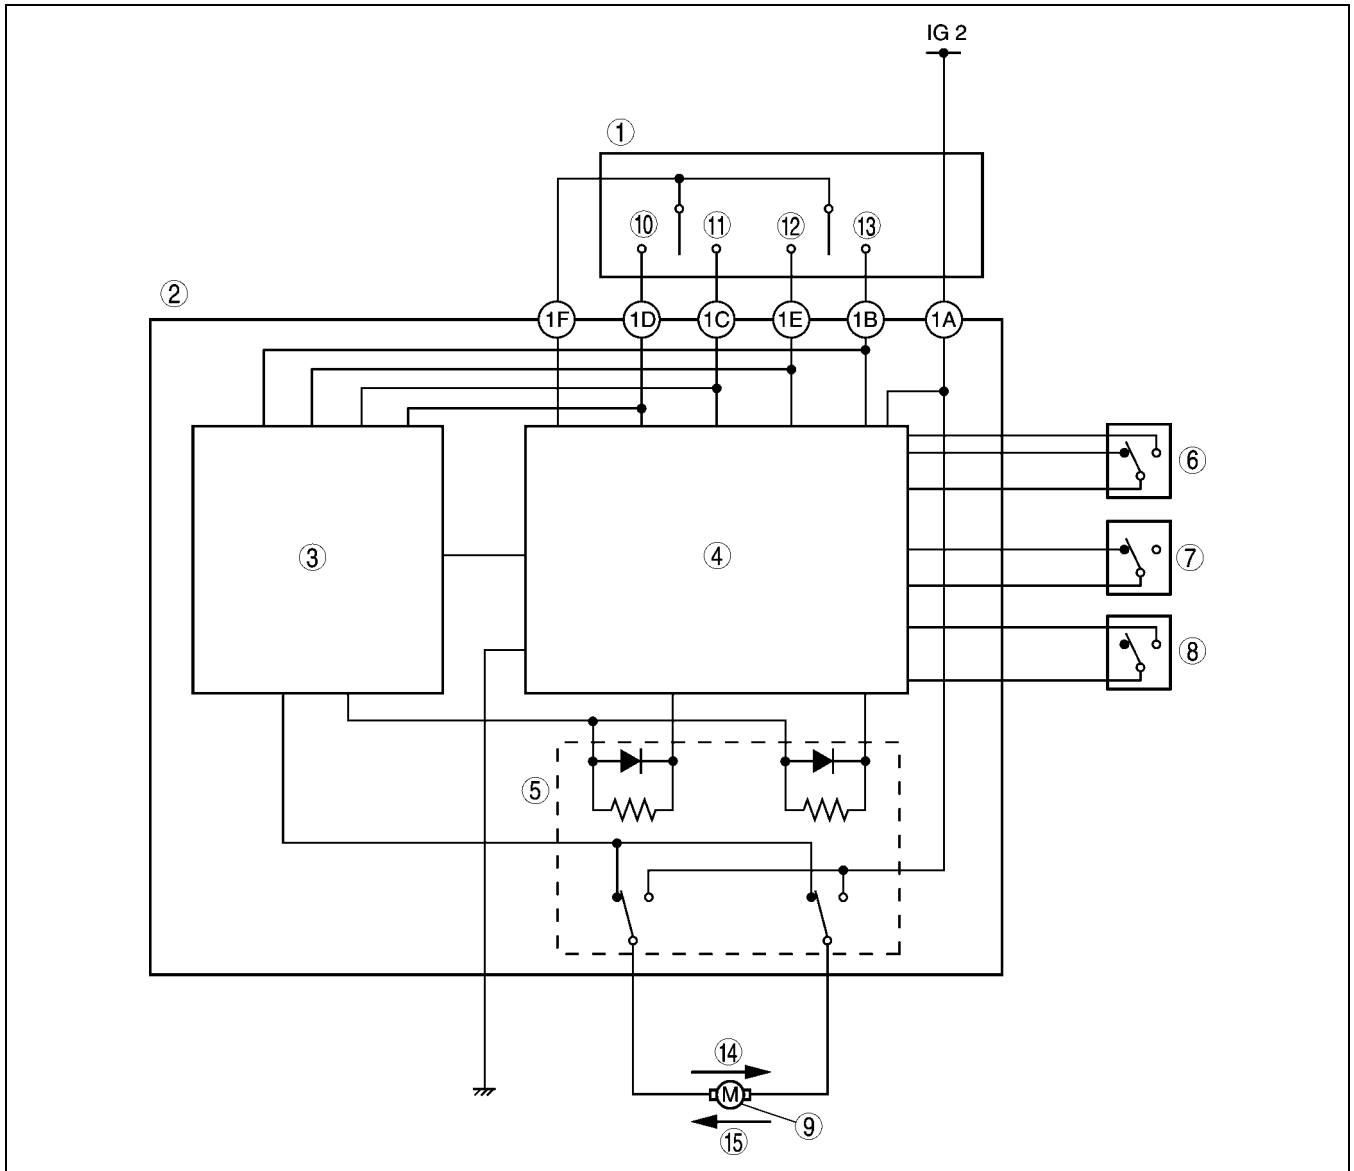 IG 2
①
⑩ ⑪ ⑫ ⑬
②
1F 1D 1C 1E 1B 1A
⑥
③ ④ ⑦
⑧
⑤
⑭
M
⑨
⑮